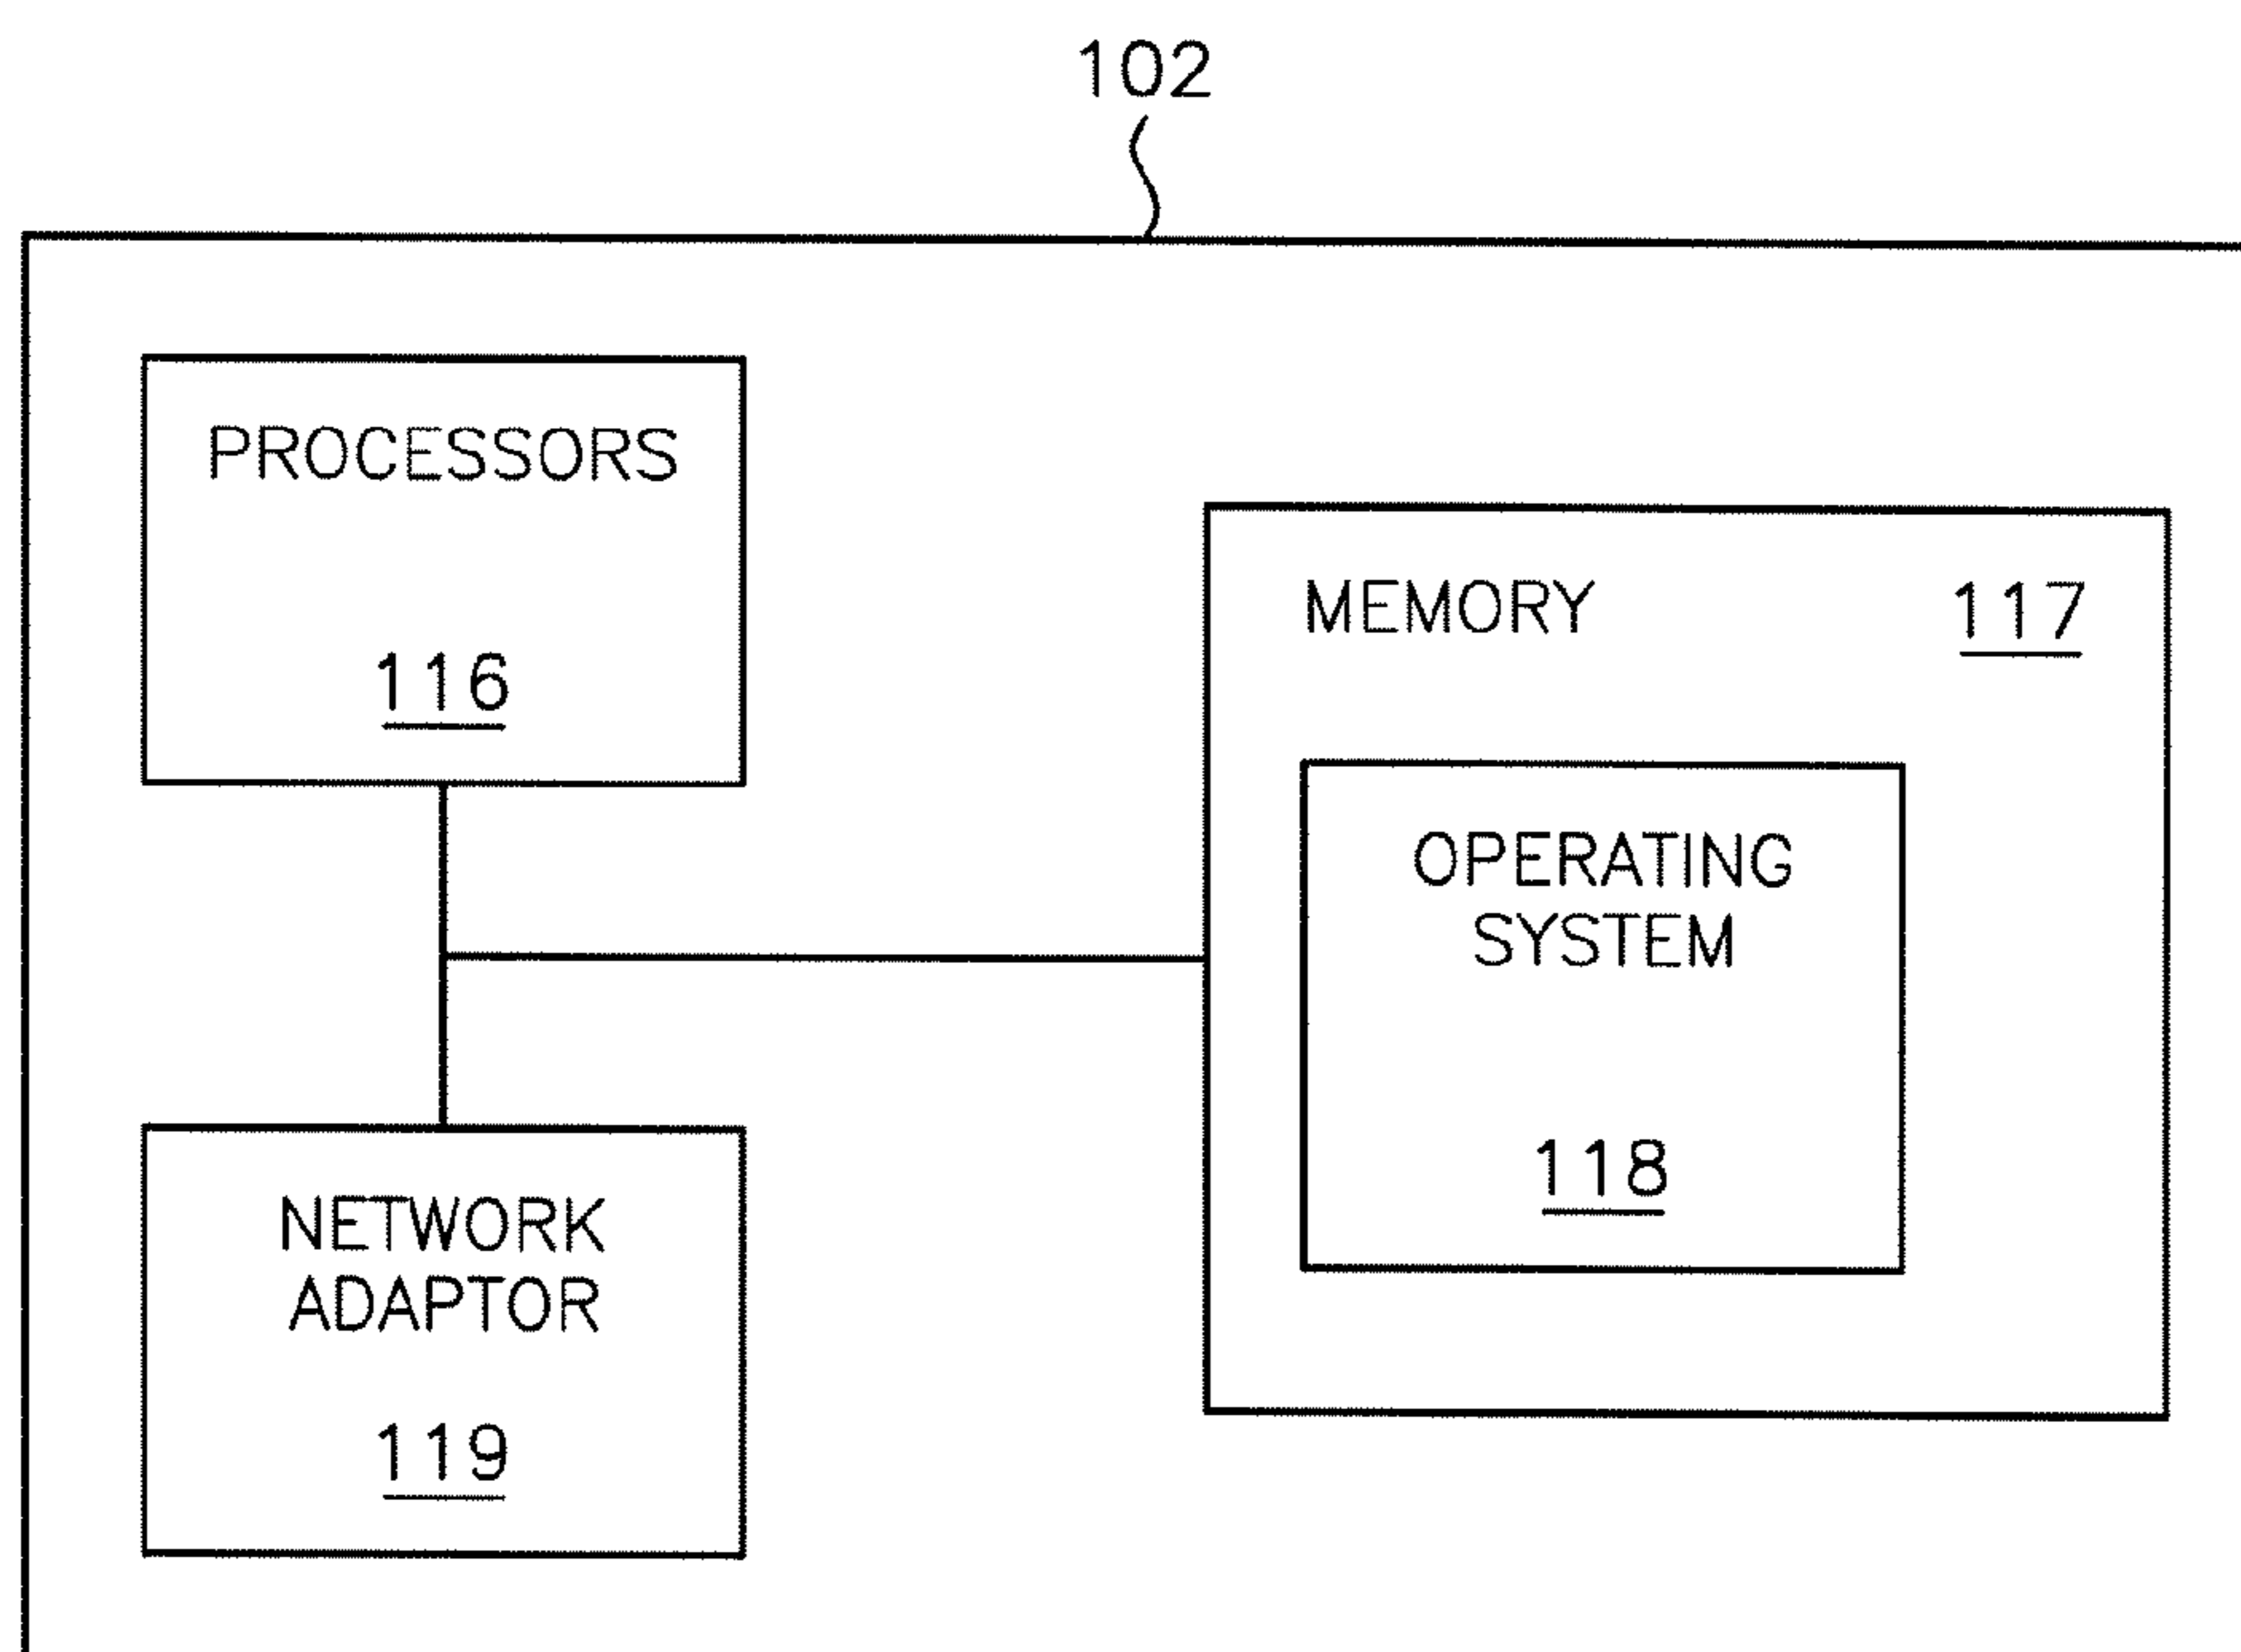 102
PROCESSORS
116
MEMORY 117
OPERATING
SYSTEM
118
NETWORK
ADAPTOR
119